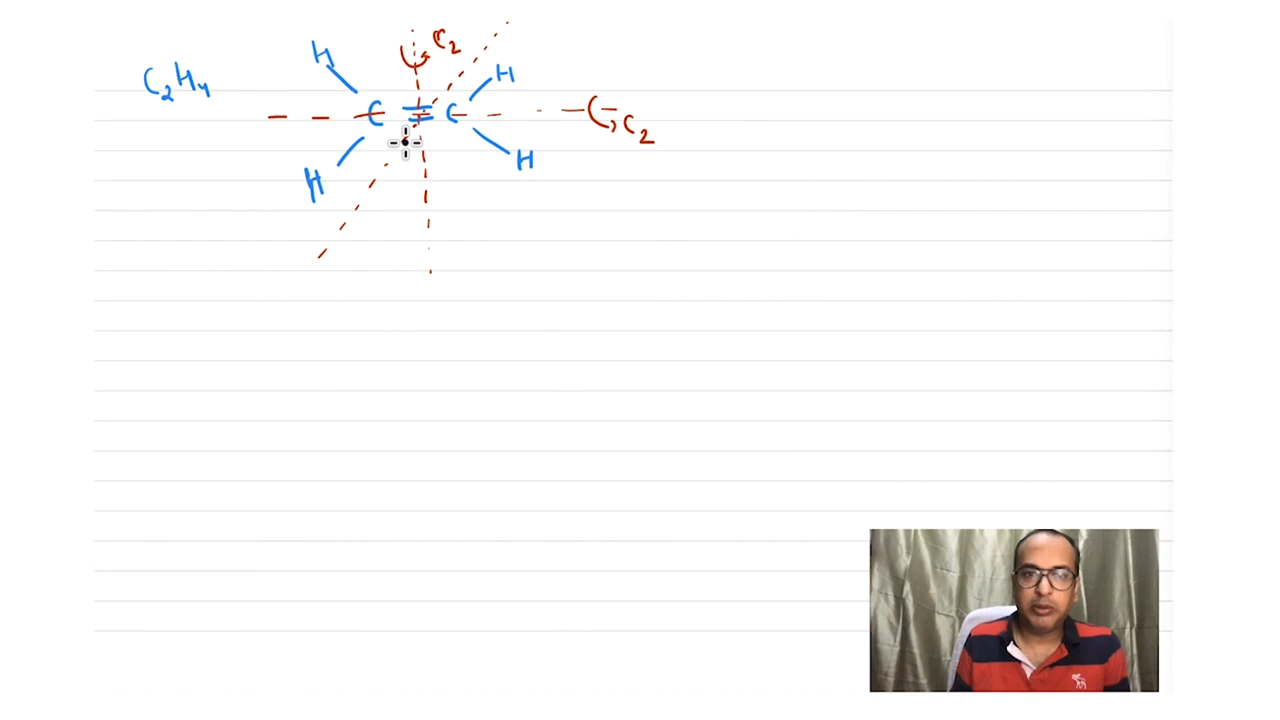 C₂H₄
C₂
H H
C = C
C₂
H H